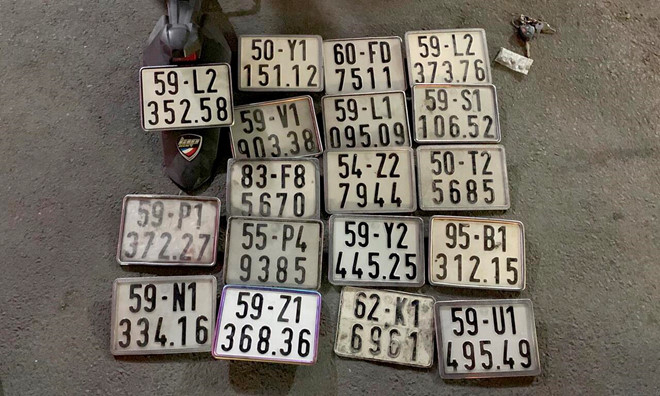 50-Y1
151.12
60-FD
7511
59-L2
373.76
59-L2
352.58
59-V1
903.38
59-L1
095.09
59-S1
106.52
83-F8
5670
54-Z2
7944
50-T2
5685
59-P1
372.27
55-P4
9385
59-Y2
445.25
95-B1
312.15
59-N1
334.16
59-Z1
368.36
62-K1
6961
59-U1
495.49